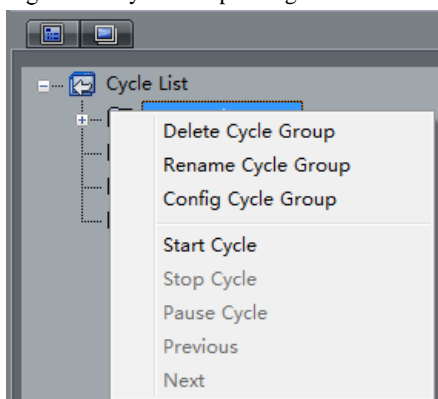 Cycle List
Delete Cycle Group
Rename Cycle Group
Config Cycle Group
Start Cycle
Stop Cycle
Pause Cycle
Previous
Next